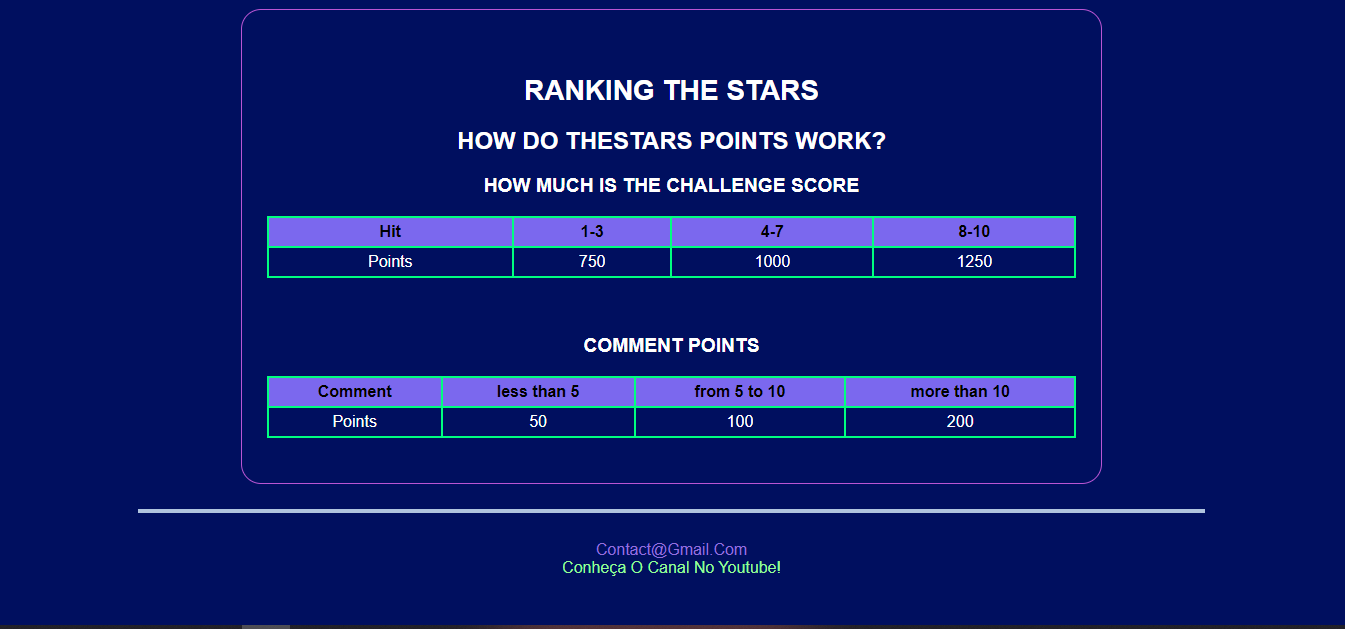 RANKING THE STARS
HOW DO THESTARS POINTS WORK?
HOW MUCH IS THE CHALLENGE SCORE
Hit 1-3 4-7 8-10
Points 750 1000 1250
COMMENT POINTS
Comment less than 5 from 5 to 10 more than 10
Points 50 100 200
Contact@Gmail.Com
Conheça O Canal No Youtube!